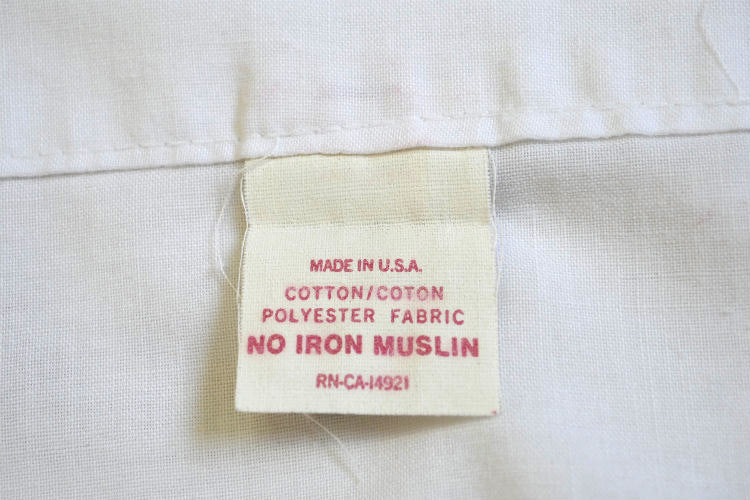 MADE IN U.S.A.
COTTON/COTON
POLYESTER FABRIC
NO IRON MUSLIN
RN-CA-14921